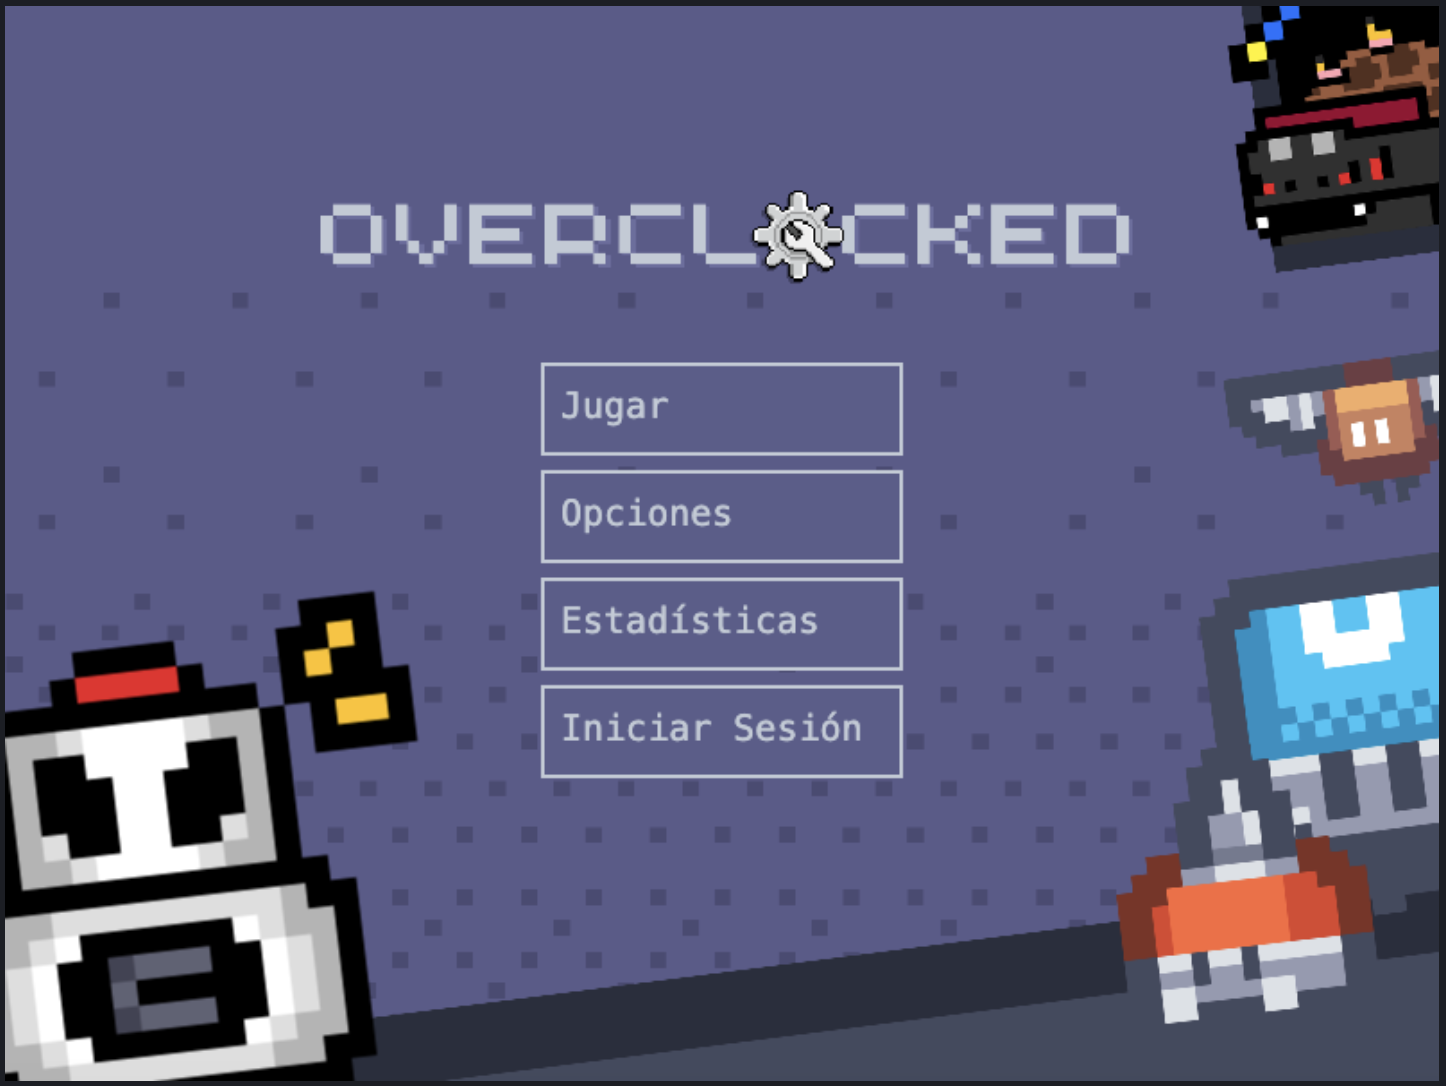 OVERCLOCKED
Jugar
Opciones
Estadísticas
Iniciar Sesión